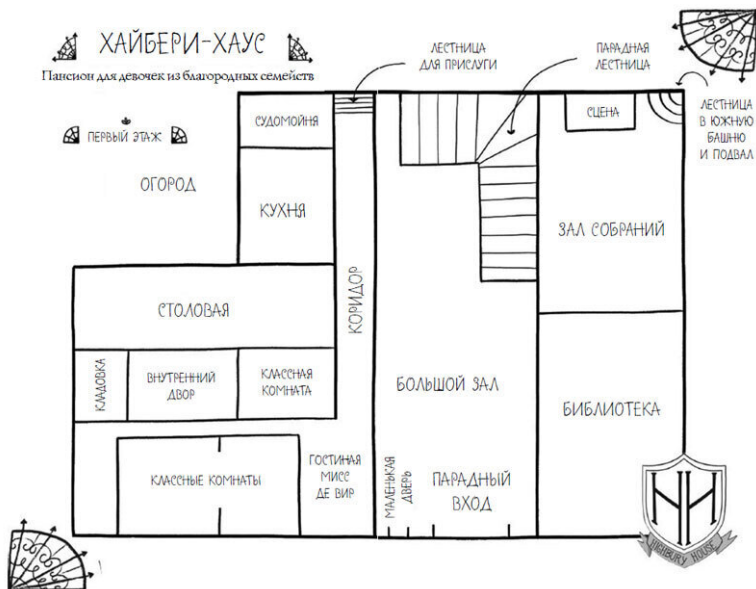 ХАЙБЕРИ-ХАУС
Пансион для девочек из благородных семейств
ПЕРВЫЙ ЭТАЖ
ЛЕСТНИЦА
ДЛЯ ПРИСЛУГИ
ПАРАДНАЯ
ЛЕСТНИЦА
ЛЕСТНИЦА
В ЮЖНУЮ
БАШНЮ
И ПОДВАЛ
СУДОМОЙНЯ
СЦЕНА
ОГОРОД
КУХНЯ
ЗАЛ СОБРАНИЙ
СТОЛОВАЯ
КОРИДОР
КЛАДОВКА
ВНУТРЕННИЙ
ДВОР
КЛАССНАЯ
КОМНАТА
БОЛЬШОЙ ЗАЛ
БИБЛИОТЕКА
КЛАССНЫЕ КОМНАТЫ
ГОСТИНАЯ
МИСС
ДЕ ВИР
МАЛЕНЬКАЯ
ДВЕРЬ
ПАРАДНЫЙ
ВХОД
HH
HIGHBURY HOUSE